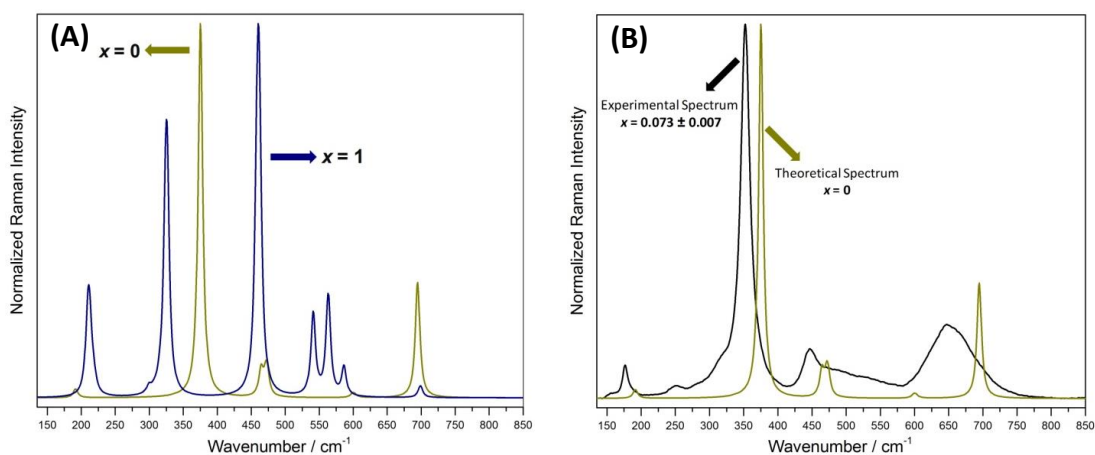 (A)
x = 0
x = 1
Normalized Raman Intensity
150 200 250 300 350 400 450 500 550 600 650 700 750 800 850
Wavenumber / cm⁻¹
(B)
Experimental Spectrum
x = 0.073 ± 0.007
Theoretical Spectrum
x = 0
Normalized Raman Intensity
150 200 250 300 350 400 450 500 550 600 650 700 750 800 850
Wavenumber / cm⁻¹